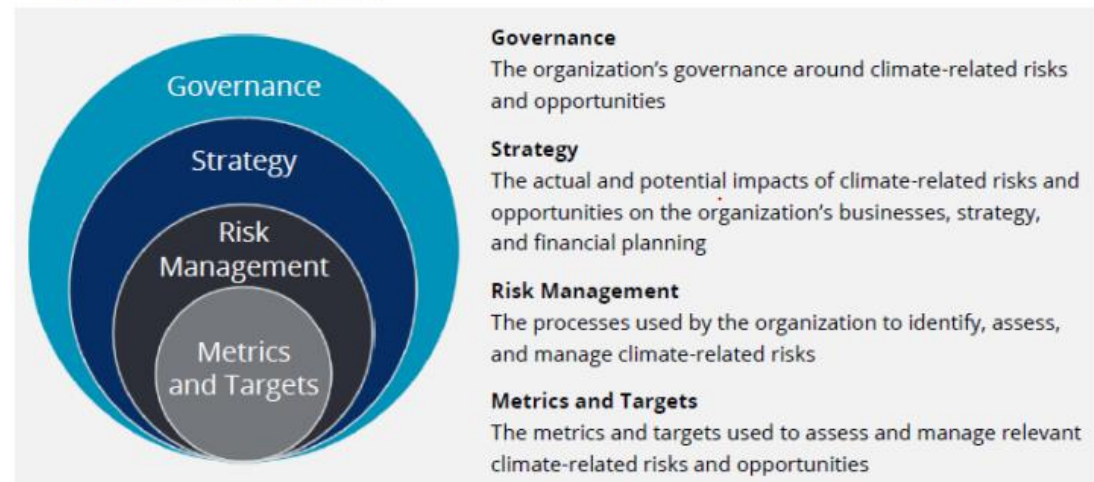 Governance
Strategy
Risk
Management
Metrics
and Targets
Governance
The organization’s governance around climate-related risks
and opportunities
Strategy
The actual and potential impacts of climate-related risks and
opportunities on the organization’s businesses, strategy,
and financial planning
Risk Management
The processes used by the organization to identify, assess,
and manage climate-related risks
Metrics and Targets
The metrics and targets used to assess and manage relevant
climate-related risks and opportunities